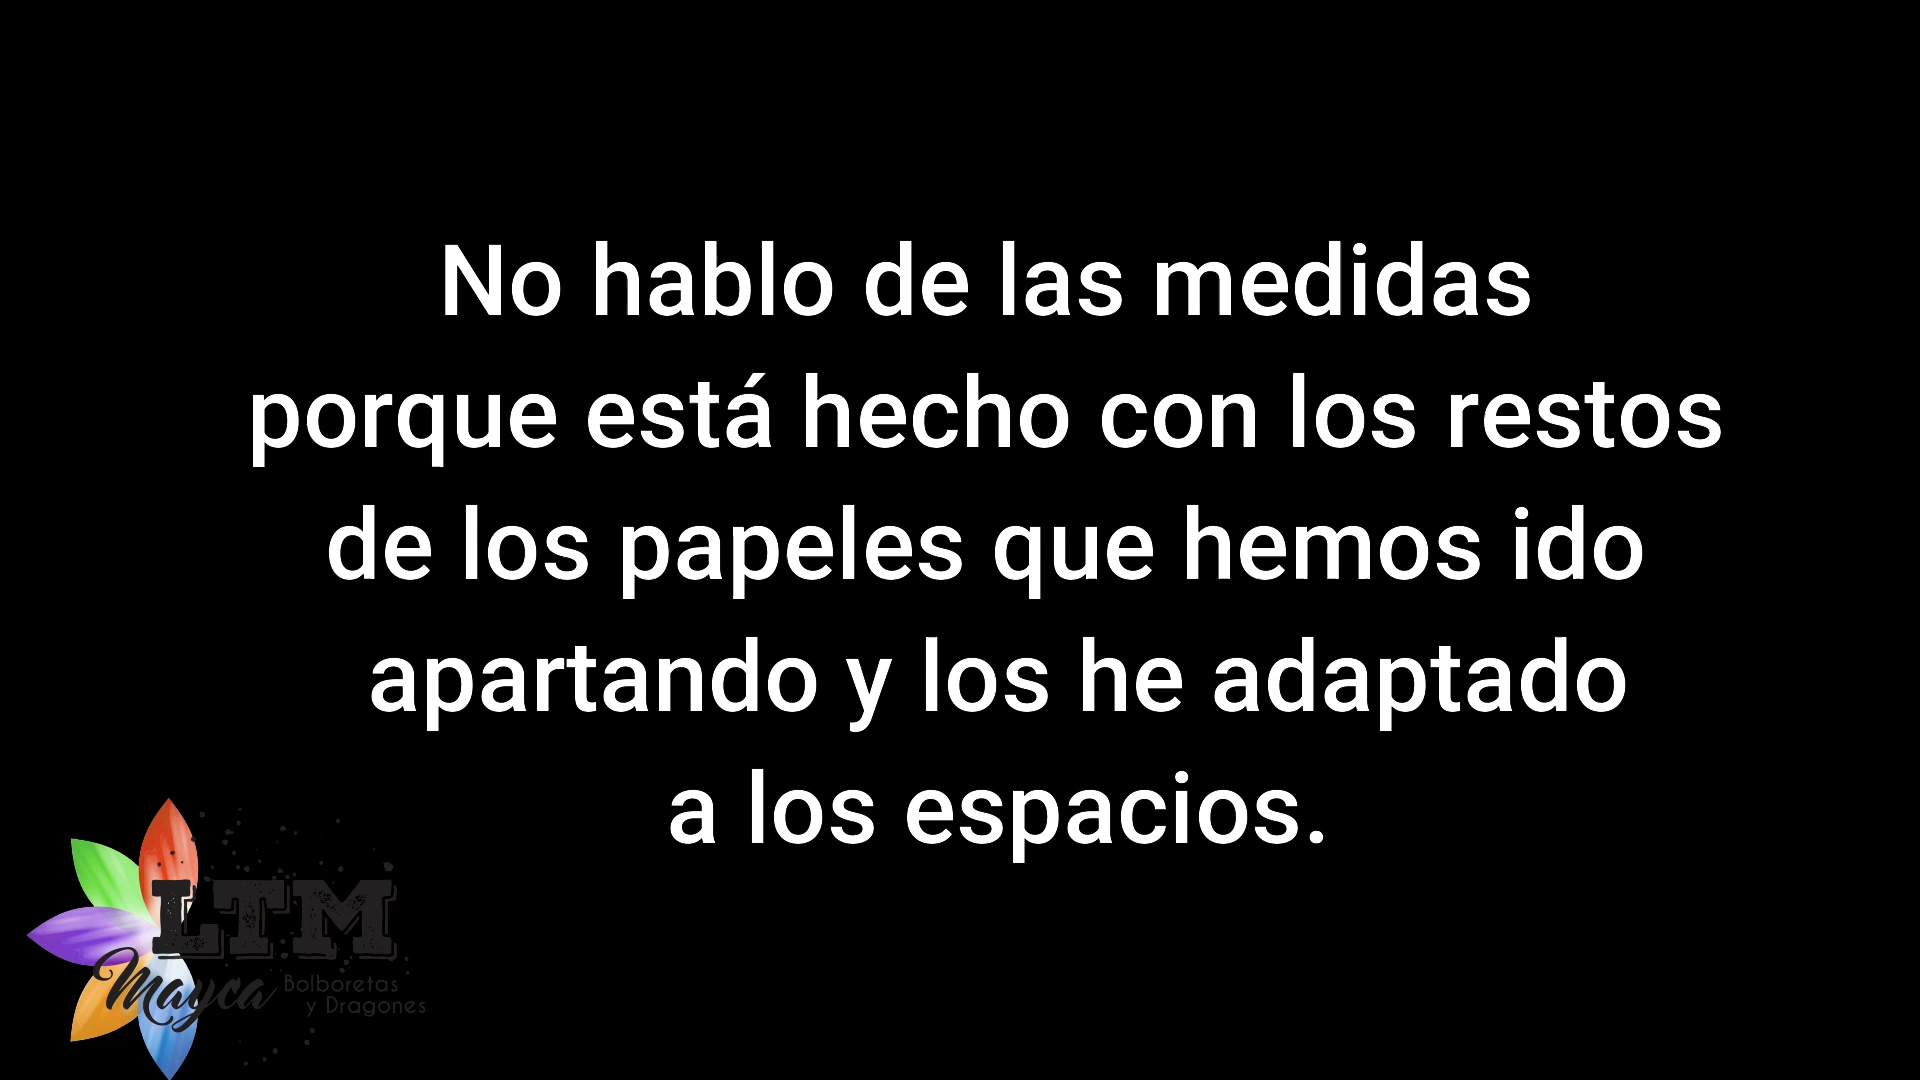 No hablo de las medidas
porque está hecho con los restos
de los papeles que hemos ido
apartando y los he adaptado
a los espacios.
LTM
Mayca
Bolboretas
y Dragones